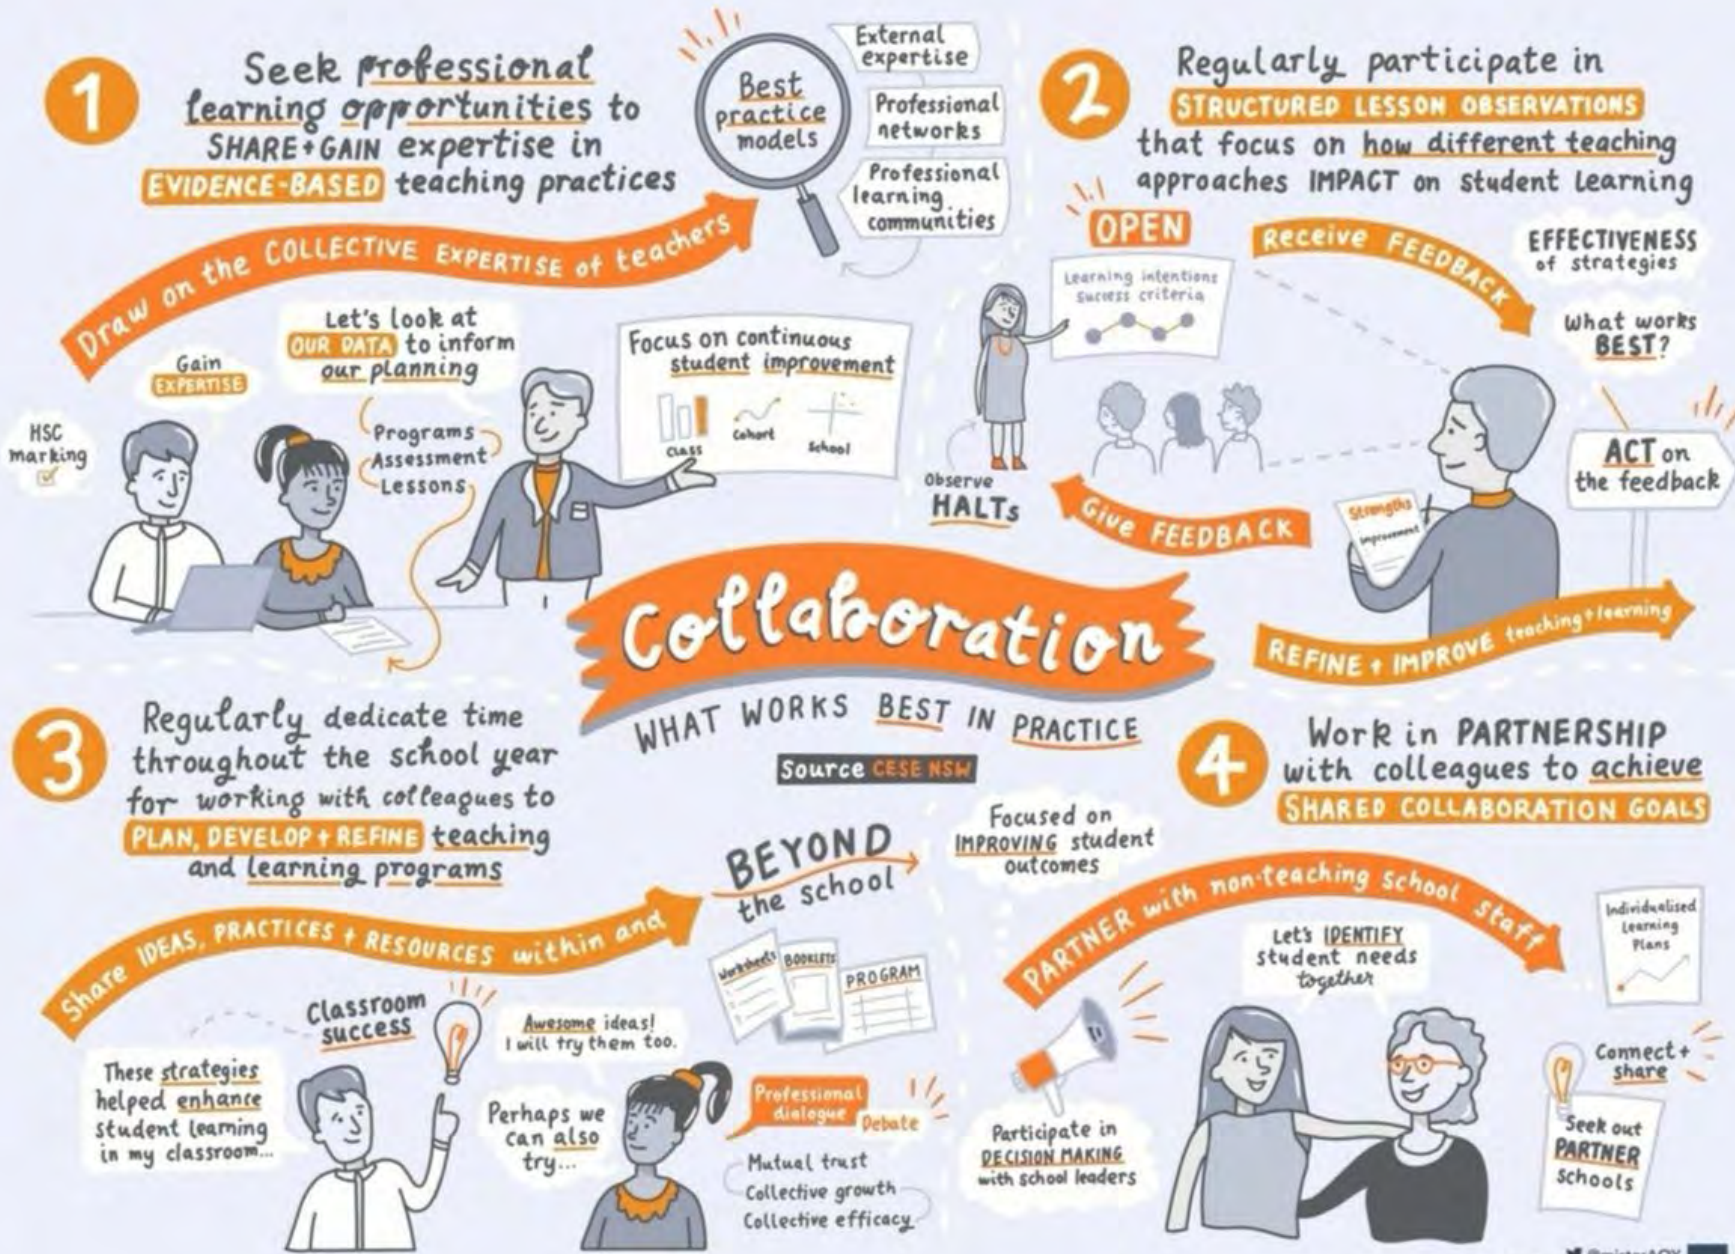 1
Seek professional
learning opportunities to
SHARE + GAIN expertise in
EVIDENCE-BASED teaching practices
Best
practice
models
External
expertise
Professional
networks
Professional
learning
communities
Draw on the COLLECTIVE EXPERTISE of teachers
Let's look at
OUR DATA to inform
our planning
Gain
EXPERTISE
HSC
marking
Programs
Assessment
Lessons
Focus on continuous
student improvement
CLASS
Cohort
School
2
Regularly participate in
STRUCTURED LESSON OBSERVATIONS
that focus on how different teaching
approaches IMPACT on student learning
OPEN
Learning intentions
Success criteria
Receive FEEDBACK
EFFECTIVENESS
of strategies
What works
BEST?
ACT on
the feedback
Observe
HALTs
Give FEEDBACK
Strengths
Improvement
REFINE + IMPROVE teaching + learning
Collaboration
WHAT WORKS BEST IN PRACTICE
Source CESE NSW
3
Regularly dedicate time
throughout the school year
for working with colleagues to
PLAN, DEVELOP + REFINE teaching
and learning programs
Share IDEAS, PRACTICES + RESOURCES within and
BEYOND
the school
Worksheets
BOOKLETS
PROGRAM
Classroom
success
These strategies
helped enhance
student learning
in my classroom...
Awesome ideas!
I will try them too.
Perhaps we
can also
try...
Professional
dialogue
Debate
Mutual trust
Collective growth
Collective efficacy
4
Work in PARTNERSHIP
with colleagues to achieve
SHARED COLLABORATION GOALS
Focused on
IMPROVING student
outcomes
PARTNER with non-teaching school staff
Let's IDENTIFY
student needs
together
Individualised
Learning
Plans
Participate in
DECISION MAKING
with school leaders
Connect +
share
Seek out
PARTNER
Schools